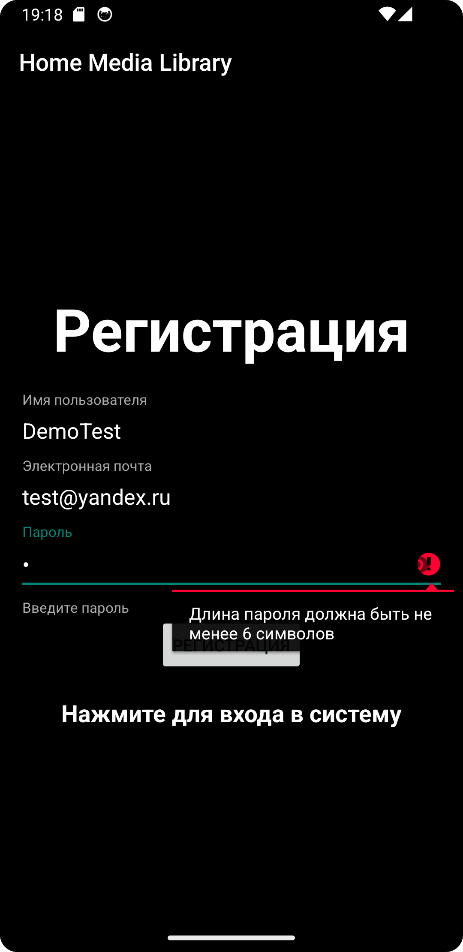 19:18
Home Media Library
Регистрация
Имя пользователя
DemoTest
Электронная почта
test@yandex.ru
Пароль
•
Введите пароль
Длина пароля должна быть не
менее 6 символов
РЕГИСТРАЦИЯ
Нажмите для входа в систему